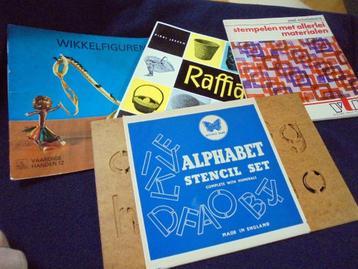 WIKKELFIGUREN
VAARDIGE
HANDEN 12
Raffia
stempelen met allerlei
materialen
ALPHABET
STENCIL SET
COMPLETE WITH NUMERALS
MADE IN ENGLAND